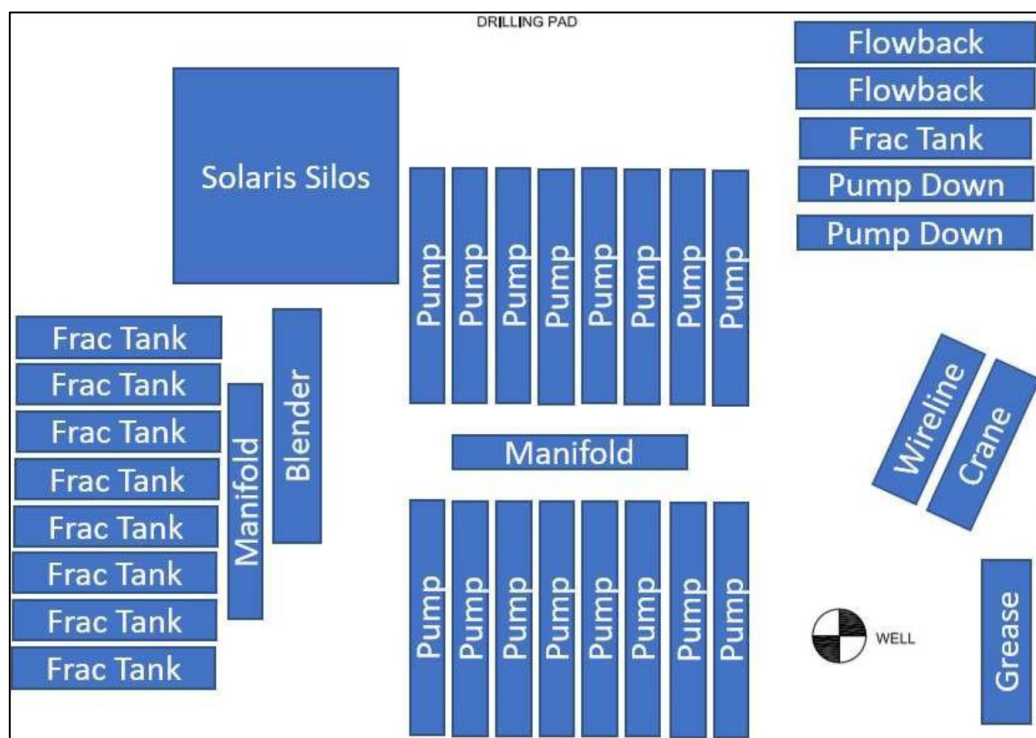 DRILLING PAD
Flowback
Flowback
Frac Tank
Pump Down
Pump Down
Solaris Silos
Pump
Pump
Pump
Pump
Pump
Pump
Pump
Pump
Frac Tank
Frac Tank
Frac Tank
Frac Tank
Frac Tank
Frac Tank
Frac Tank
Frac Tank
Manifold
Blender
Manifold
Wireline
Crane
Pump
Pump
Pump
Pump
Pump
Pump
Pump
Pump
WELL
Grease